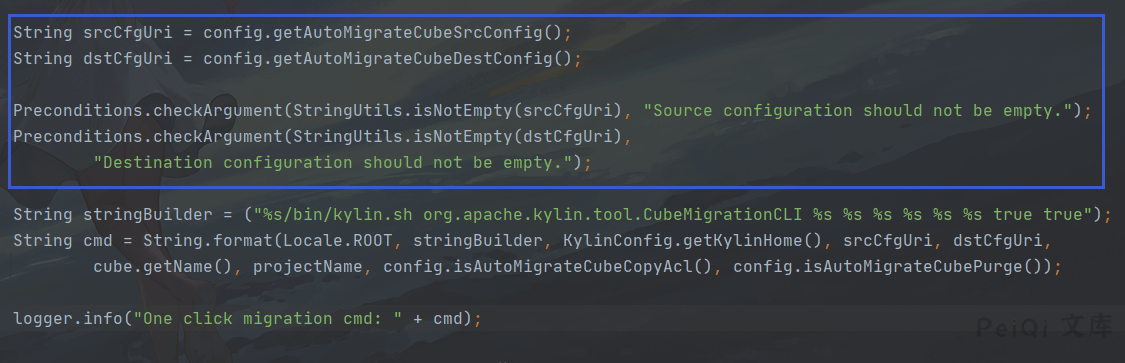 String srcCfgUri = config.getAutoMigrateCubeSrcConfig();
String dstCfgUri = config.getAutoMigrateCubeDestConfig();
Preconditions.checkArgument(StringUtils.isNotEmpty(srcCfgUri), "Source configuration should not be empty.");
Preconditions.checkArgument(StringUtils.isNotEmpty(dstCfgUri),
"Destination configuration should not be empty.");
String stringBuilder = ("%s/bin/kylin.sh org.apache.kylin.tool.CubeMigrationCLI %s %s %s %s %s %s true true");
String cmd = String.format(Locale.ROOT, stringBuilder, KylinConfig.getKylinHome(), srcCfgUri, dstCfgUri,
cube.getName(), projectName, config.isAutoMigrateCubeCopyAcl(), config.isAutoMigrateCubePurge());
logger.info("One click migration cmd: " + cmd);
PeiQi 文库